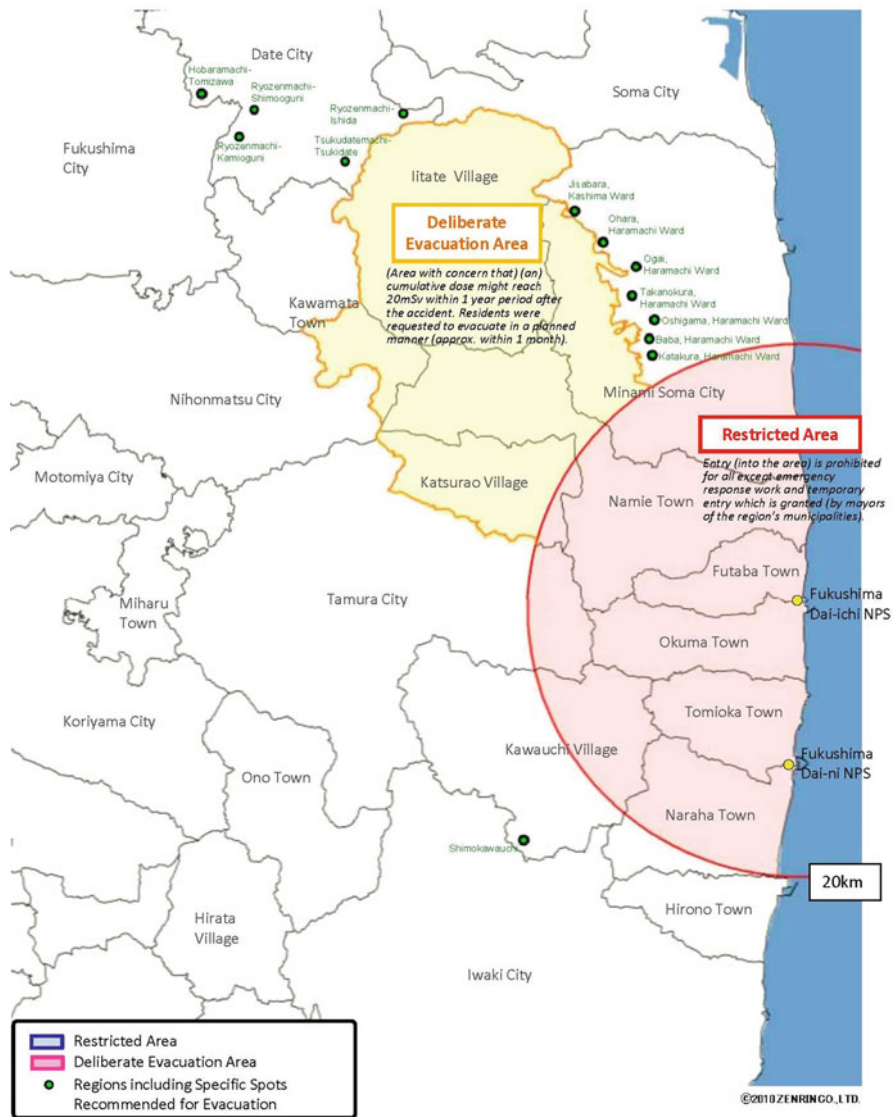 Date City
Hobaramachi-
Tomizawa
Ryozenmachi-
Shimooguni
Ryozenmachi-
Ishida
Soma City
Fukushima
City
Ryozenmachi-
Kamioguni
Tsukudatemachi-
Tsukidate
Iitate Village
Jisabara,
Kashima Ward
Deliberate
Evacuation Area
Ohara,
Haramachi Ward
(Area with concern that) (an)
cumulative dose might reach
20mSv within 1 year period after
the accident. Residents were
requested to evacuate in a planned
manner (approx. within 1 month).
Ogai,
Haramachi Ward
Takanokura,
Haramachi Ward
Kawamata
Town
Oshigama, Haramachi Ward
Baba, Haramachi Ward
Katakura, Haramachi Ward
Nihonmatsu City
Minami Soma City
Restricted Area
Entry (into the area) is prohibited
for all except emergency
response work and temporary
entry which is granted (by mayors
of the region's municipalities).
Motomiya City
Katsurao Village
Namie Town
Futaba Town
Miharu
Town
Tamura City
Fukushima
Dai-ichi NPS
Okuma Town
Koriyama City
Tomioka Town
Kawauchi Village
Ono Town
Fukushima
Dai-ni NPS
Naraha Town
Shimokawauchi
20km
Hirono Town
Hirata
Village
Iwaki City
Restricted Area
Deliberate Evacuation Area
Regions including Specific Spots
Recommended for Evacuation
©2010 ZENRIN CO., LTD.